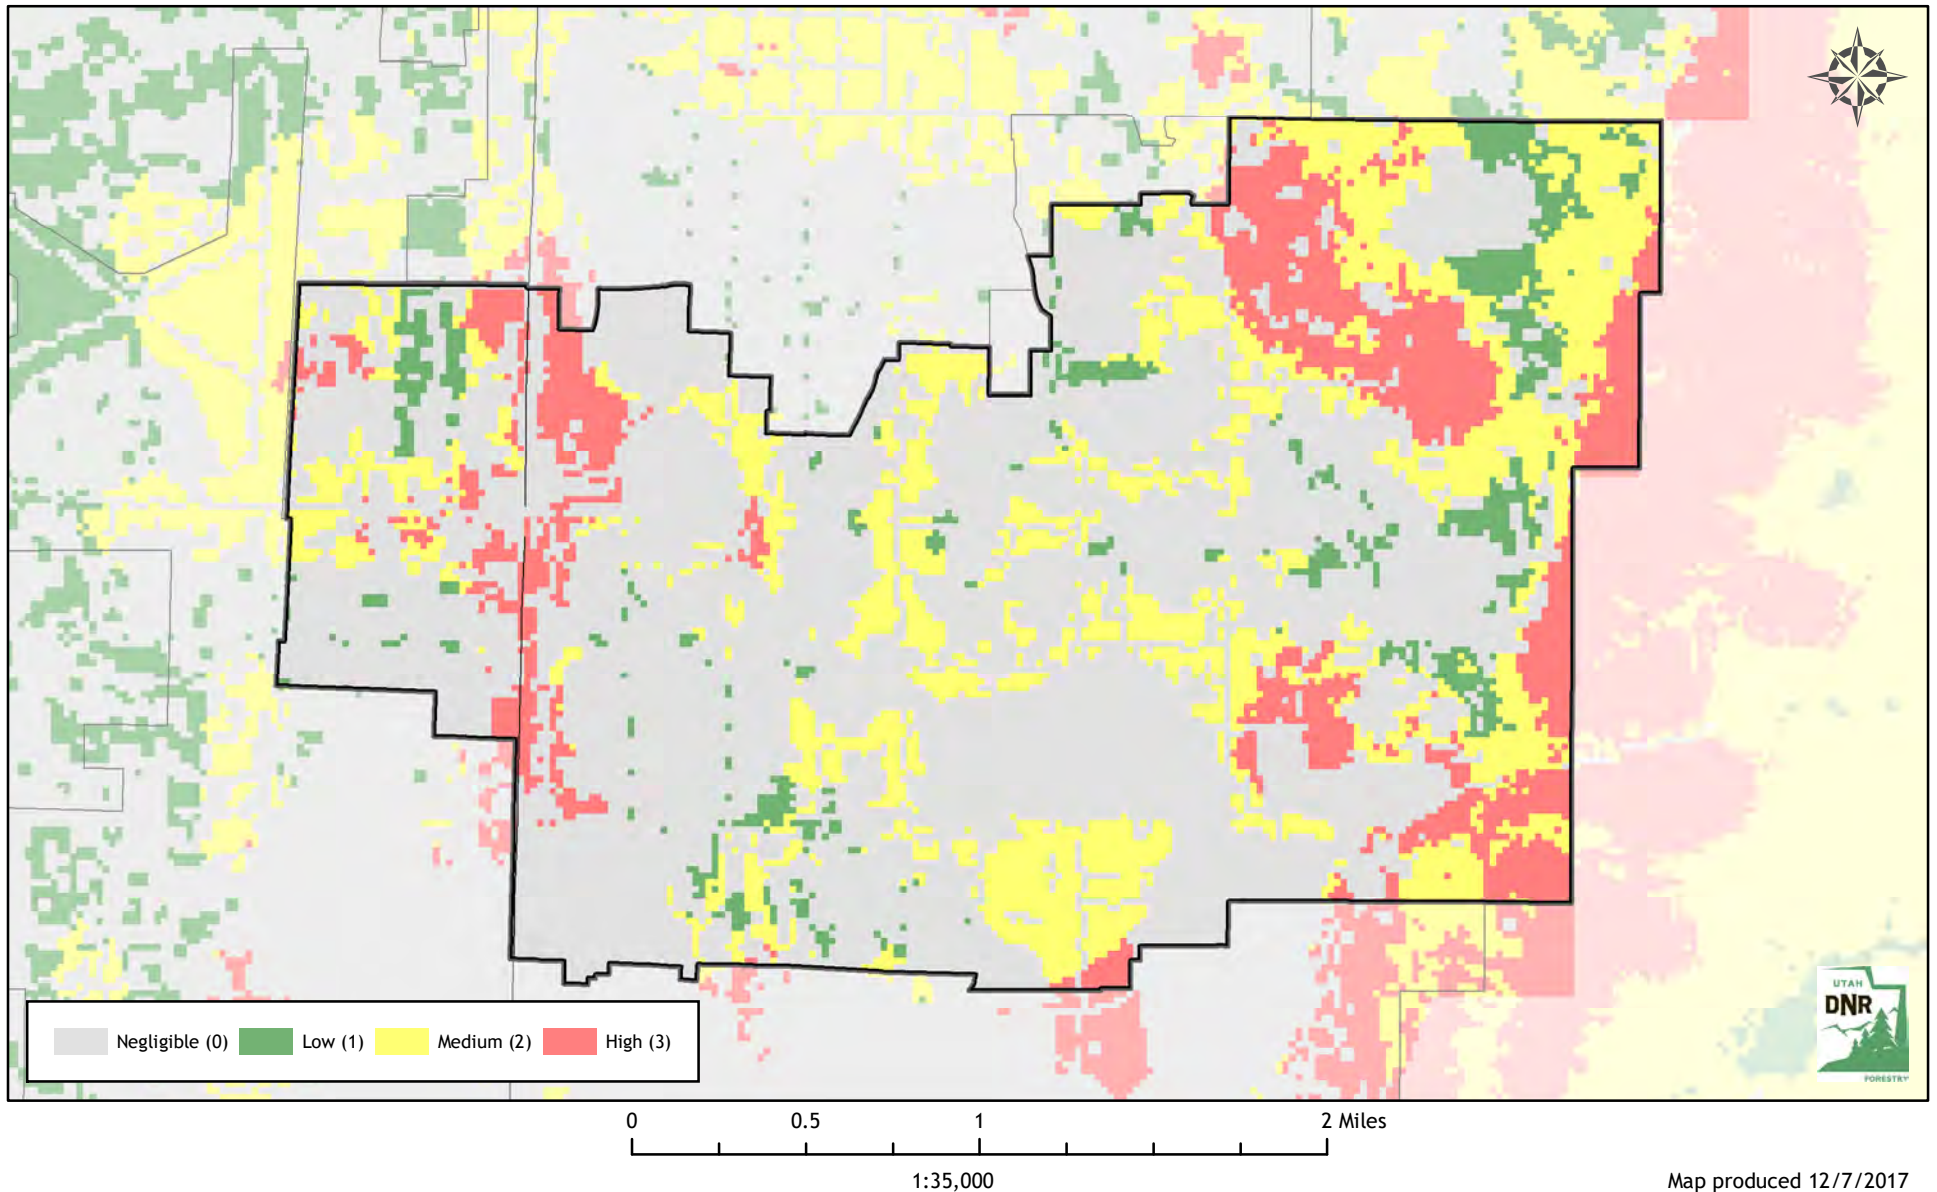 UTAH
DNR
FORESTRY
Negligible (0) Low (1) Medium (2) High (3)
0 0.5 1 2 Miles
1:35,000
Map produced 12/7/2017